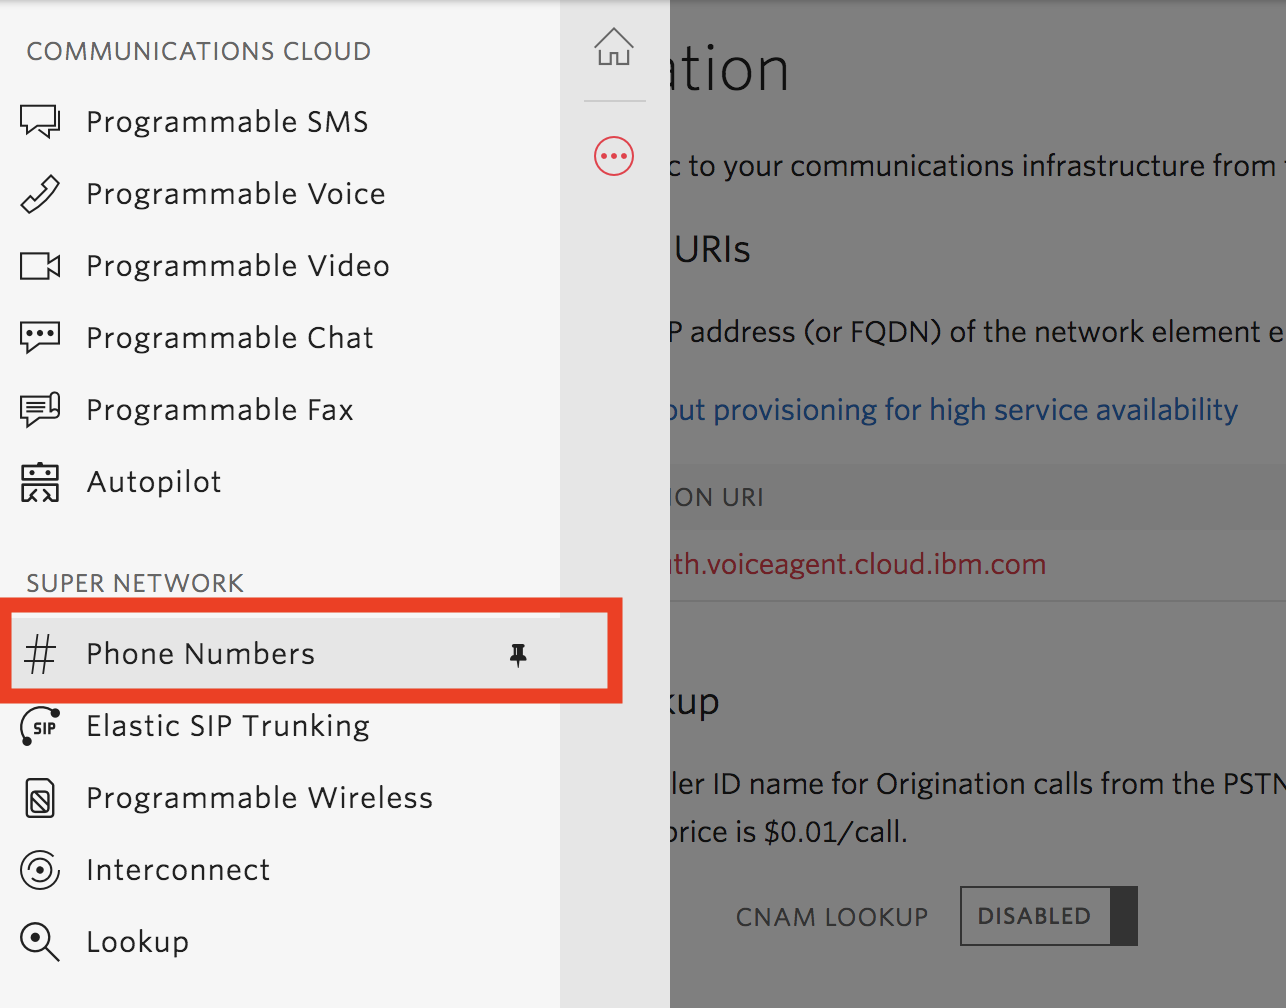 COMMUNICATIONS CLOUD
Programmable SMS
Programmable Voice
Programmable Video
Programmable Chat
Programmable Fax
Autopilot
SUPER NETWORK
# Phone Numbers
SIP Elastic SIP Trunking
Programmable Wireless
Interconnect
Lookup
ation
c to your communications infrastructure from
URIs
P address (or FQDN) of the network element e
out provisioning for high service availability
ION URI
uth.voiceagent.cloud.ibm.com
kup
ller ID name for Origination calls from the PSTN
price is $0.01/call.
CNAM LOOKUP DISABLED